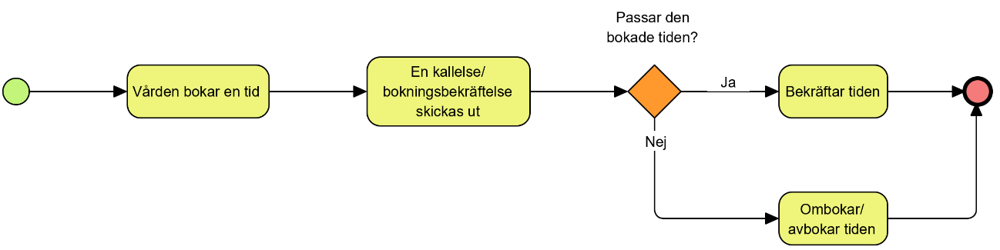 Vården bokar en tid
En kallelse/
bokningsbekräftelse
skickas ut
Passar den
bokade tiden?
Ja
Bekräftar tiden
Nej
Ombokar/
avbokar tiden